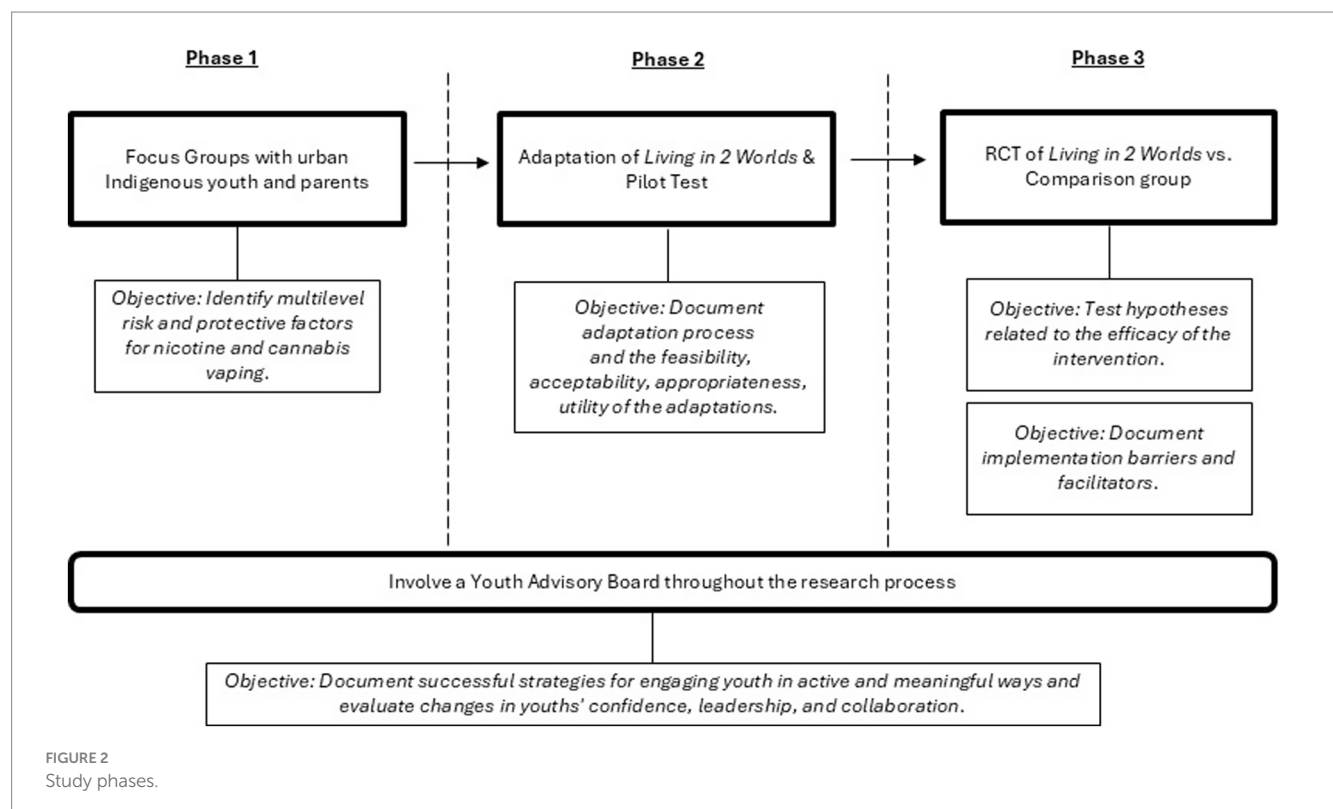 Phase 1
Phase 2
Phase 3
Focus Groups with urban
Indigenous youth and parents
Adaptation of Living in 2 Worlds &
Pilot Test
RCT of Living in 2 Worlds vs.
Comparison group
Objective: Identify multilevel
risk and protective factors
for nicotine and cannabis
vaping.
Objective: Document
adaptation process
and the feasibility,
acceptability, appropriateness,
utility of the adaptations.
Objective: Test hypotheses
related to the efficacy of the
intervention.
Objective: Document
implementation barriers and
facilitators.
Involve a Youth Advisory Board throughout the research process
Objective: Document successful strategies for engaging youth in active and meaningful ways and
evaluate changes in youths' confidence, leadership, and collaboration.
FIGURE 2
Study phases.